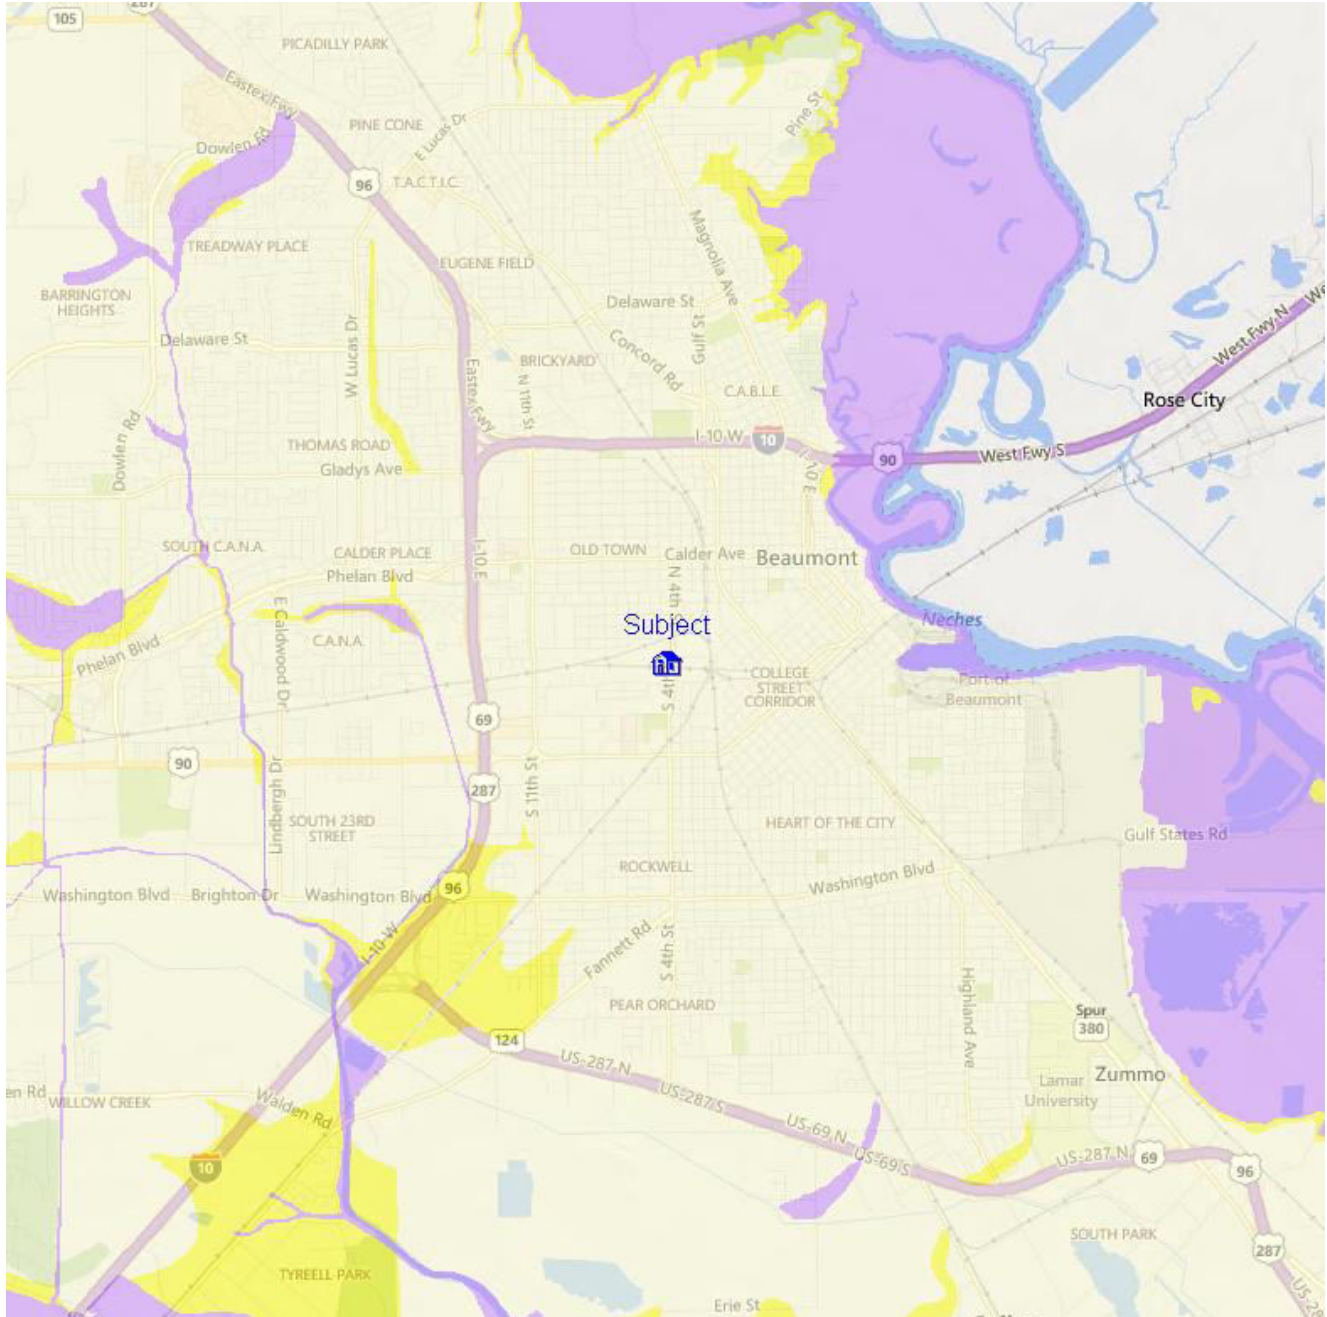 287
105
PICADILLY PARK
Eastex Fwy
Pine St
PINE CONE
E Lucas Dr
Dowlen Rd
96
T.A.C.T.I.C.
TREADWAY PLACE
Magnolia Ave
EUGENE FIELD
BARRINGTON
HEIGHTS
Delaware St
Gulf St
West Fwy N
We
Delaware St
W Lucas Dr
Concord Rd
BRICKYARD
Eastex Fwy
N 11th St
C.A.B.L.E.
Rose City
Dowlen Rd
THOMAS ROAD
I-10 W
10
I-10 E
90
West Fwy S
Gladys Ave
SOUTH C.A.N.A.
CALDER PLACE
I-10 E
OLD TOWN
Calder Ave
Beaumont
Phelan Blvd
N 4th St
Subject
Neches
E Caldwood Dr
C.A.N.A.
Phelan Blvd
S 4th
COLLEGE
STREET
CORRIDOR
Port of
Beaumont
69
90
287
S 11th St
Lindbergh Dr
SOUTH 23RD
STREET
HEART OF THE CITY
Gulf States Rd
ROCKWELL
Washington Blvd
Washington Blvd
Brighton Dr
Washington Blvd
96
I-10 W
Fannett Rd
S 4th St
PEAR ORCHARD
Highland Ave
Spur
380
124
US-287 N
Zummo
en Rd
WILLOW CREEK
Walden Rd
US-287 S
Lamar
University
US-69 N
US-69 S
US-287 N
69
96
10
SOUTH PARK
287
TYREELL PARK
US-28
Erie St